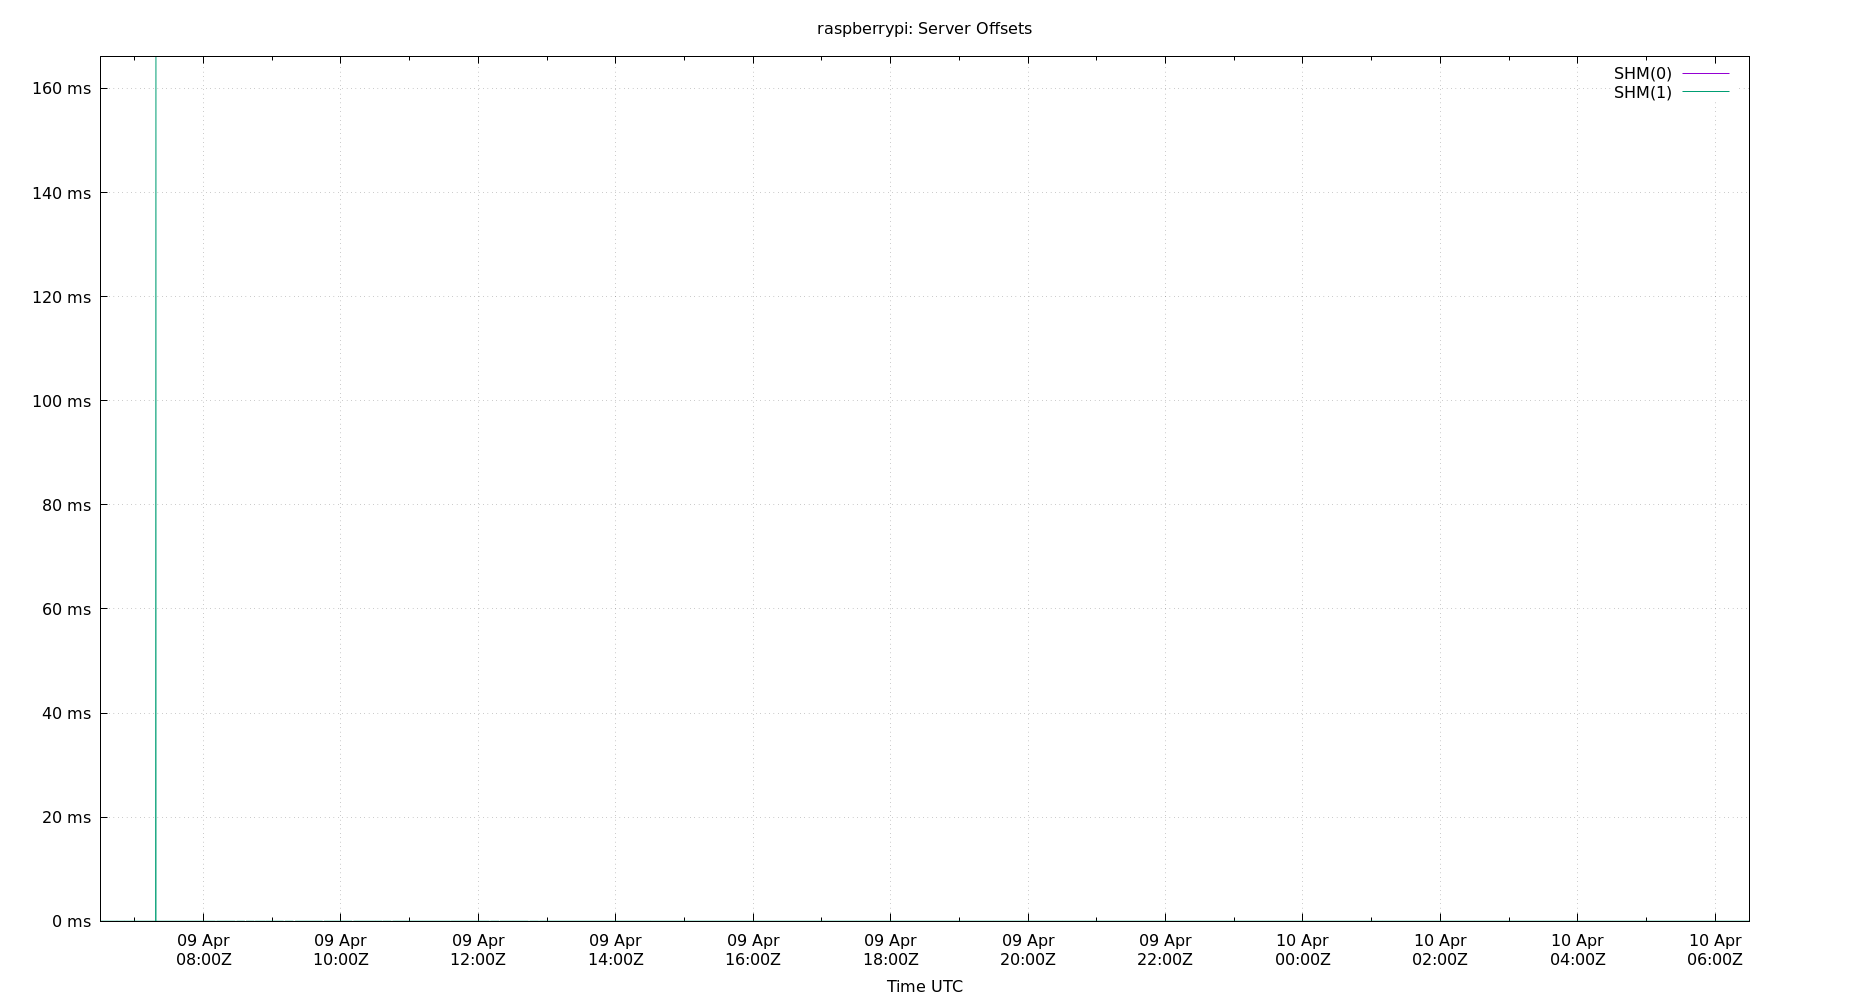 raspberrypi: Server Offsets
SHM(0)
SHM(1)
160 ms
140 ms
120 ms
100 ms
80 ms
60 ms
40 ms
20 ms
0 ms
09 Apr 09 Apr 09 Apr 09 Apr 09 Apr 09 Apr 09 Apr 09 Apr 10 Apr 10 Apr 10 Apr 10 Apr
08:00Z 10:00Z 12:00Z 14:00Z 16:00Z 18:00Z 20:00Z 22:00Z 00:00Z 02:00Z 04:00Z 06:00Z
Time UTC